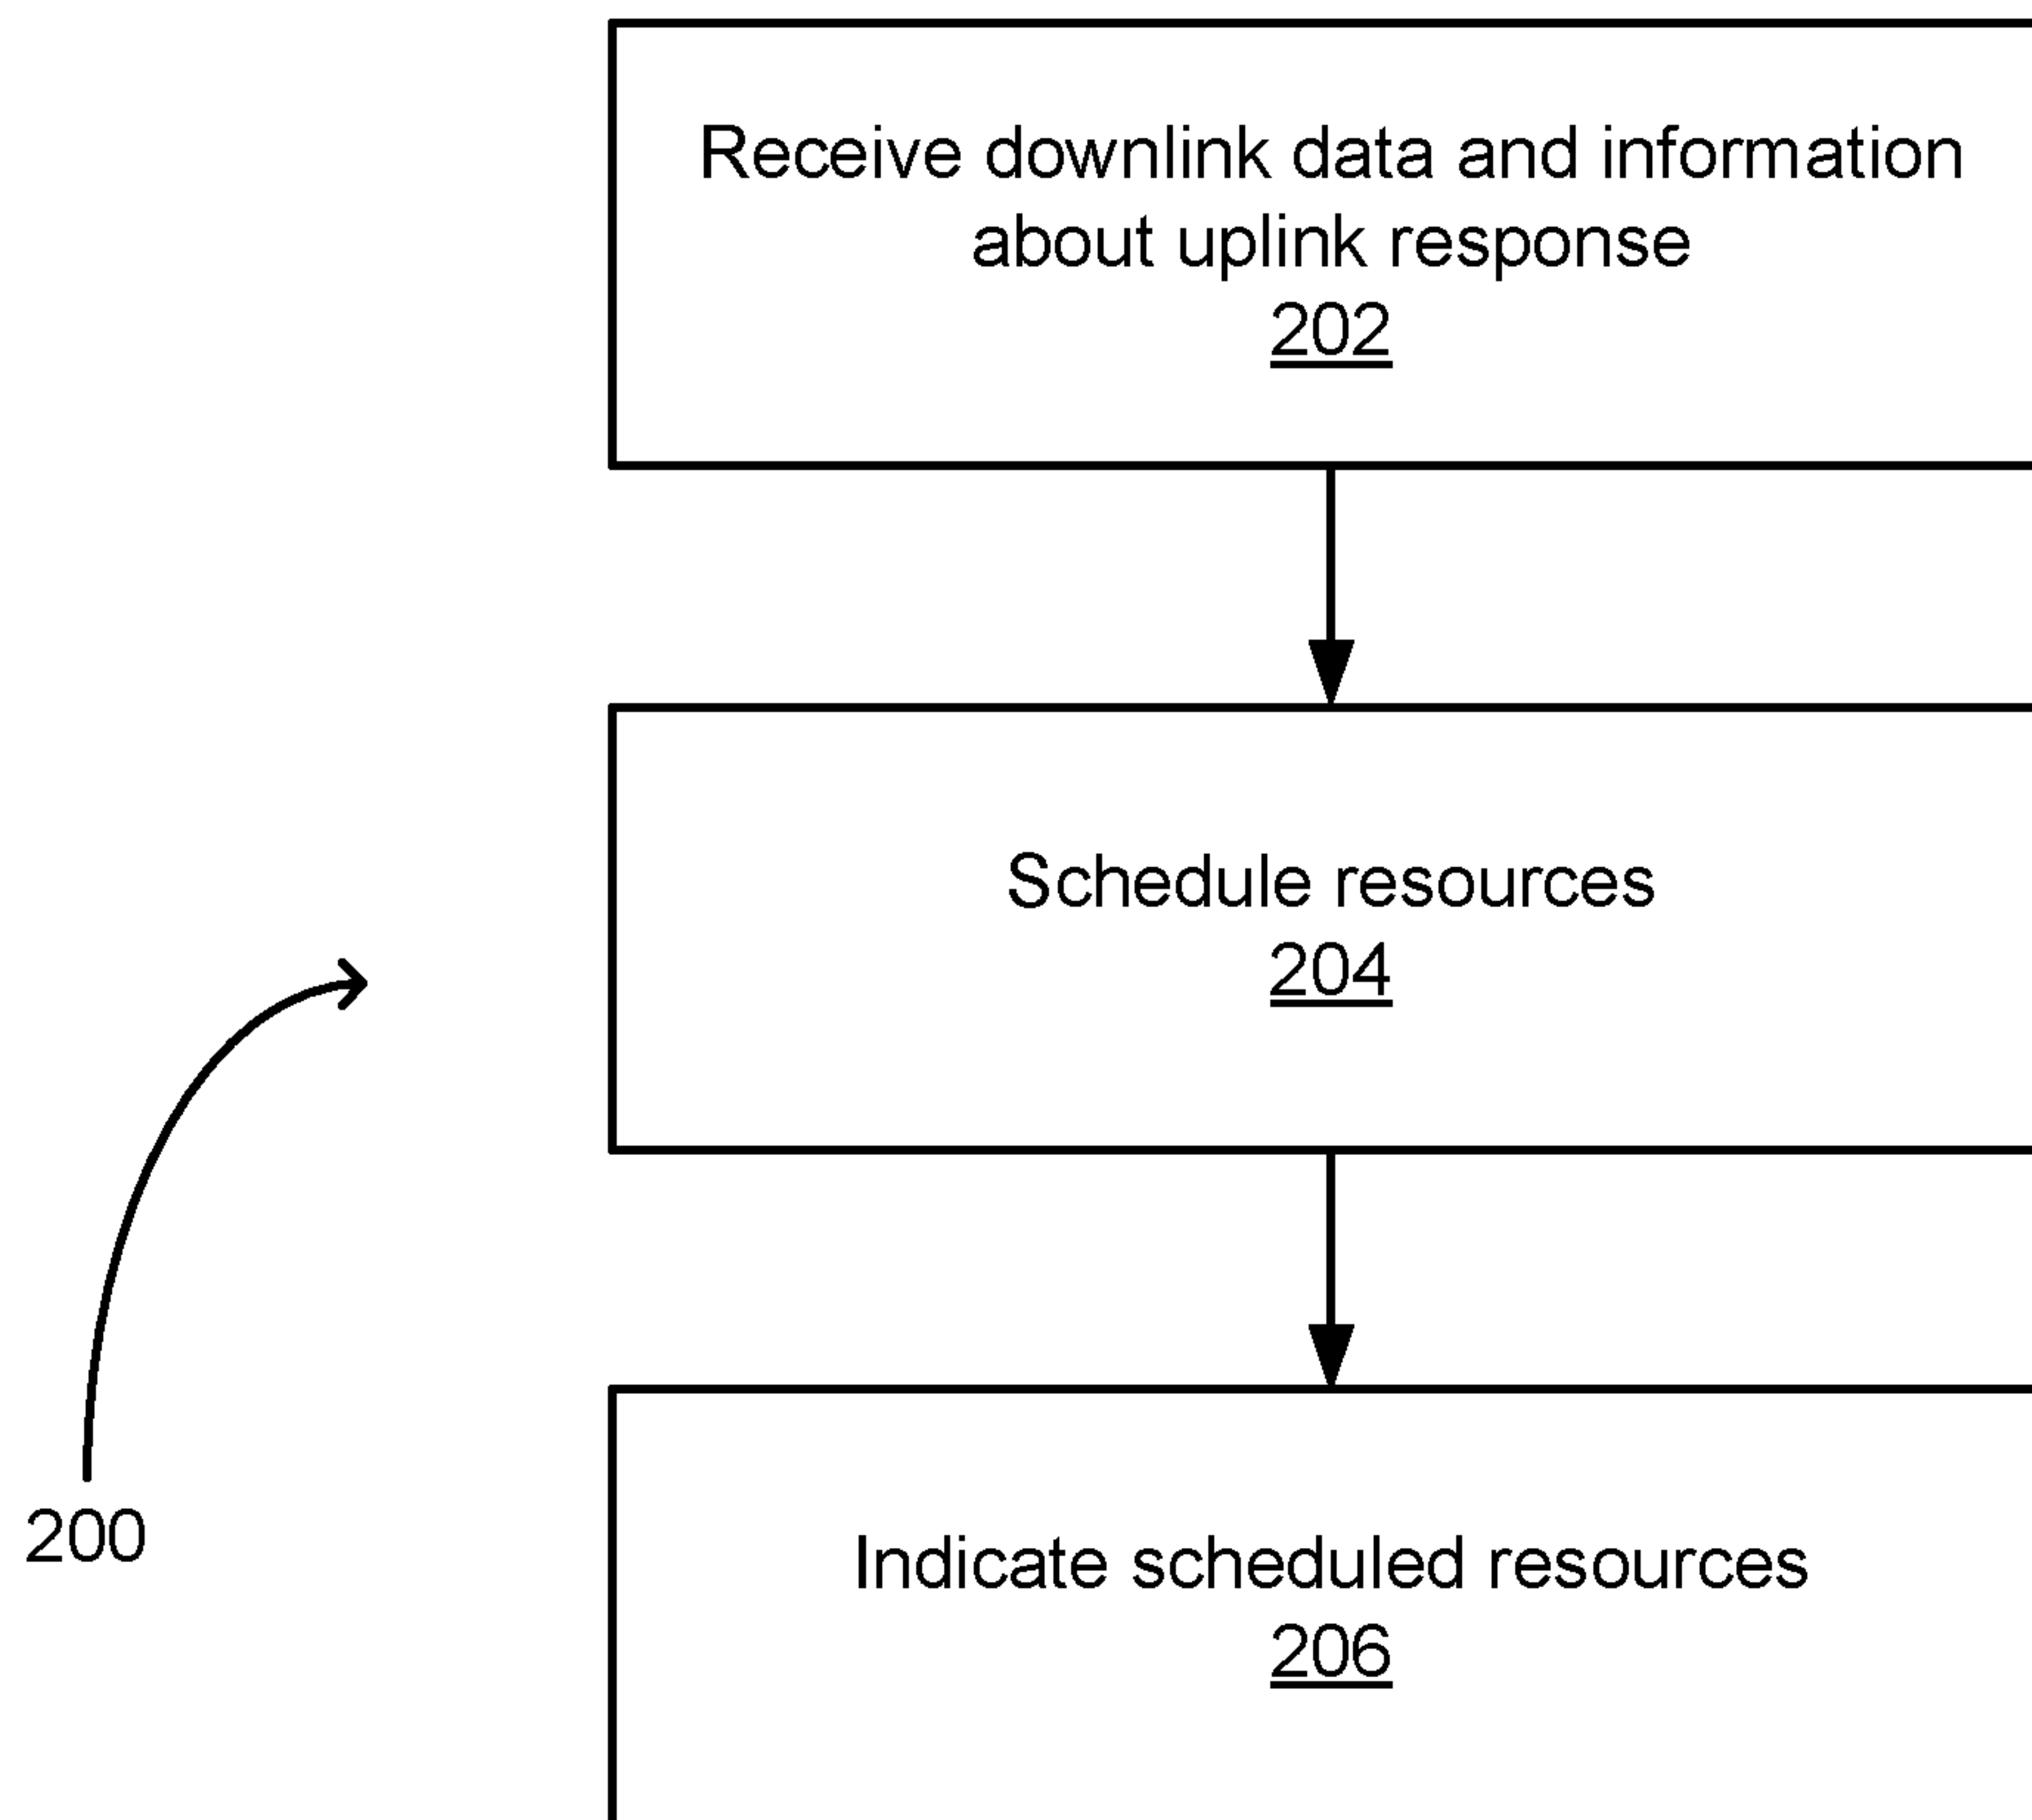 Receive downlink data and information
about uplink response
202
Schedule resources
204
200
Indicate scheduled resources
206